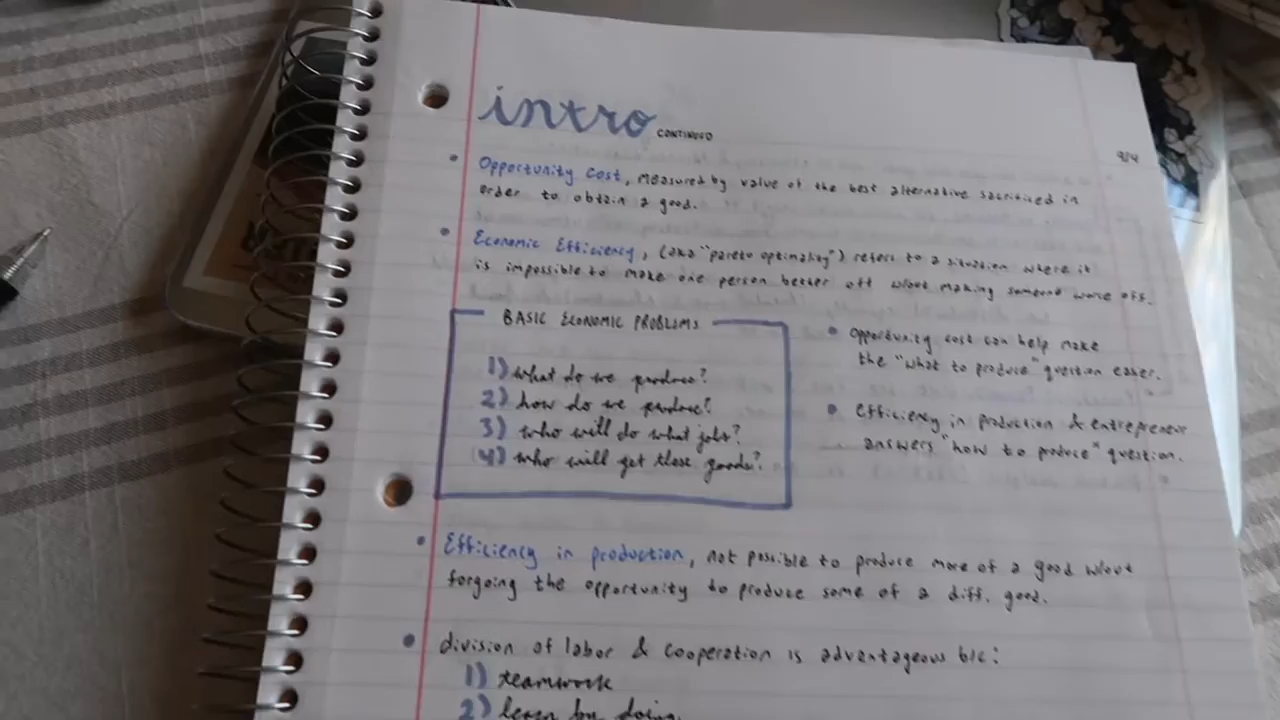 intro CONTINUED
9/4
• Opportunity Cost, measured by value of the best alternative sacrificed in
order to obtain a good.
• Economic Efficiency, (aka "pareto optimality") refers to a situation where it
is impossible to make one person better off w/out making someone worse off.
BASIC ECONOMIC PROBLEMS
1) what do we produce?
2) how do we produce?
3) who will do what jobs?
4) who will get these goods?
• Opportunity cost can help make
the "what to produce" question easier.
• Efficiency in production & entrepreneur
answers "how to produce" question.
• Efficiency in production, not possible to produce more of a good w/out
forgoing the opportunity to produce some of a diff. good.
• division of labor & cooperation is advantageous b/c:
1) teamwork
2) learn by doing.